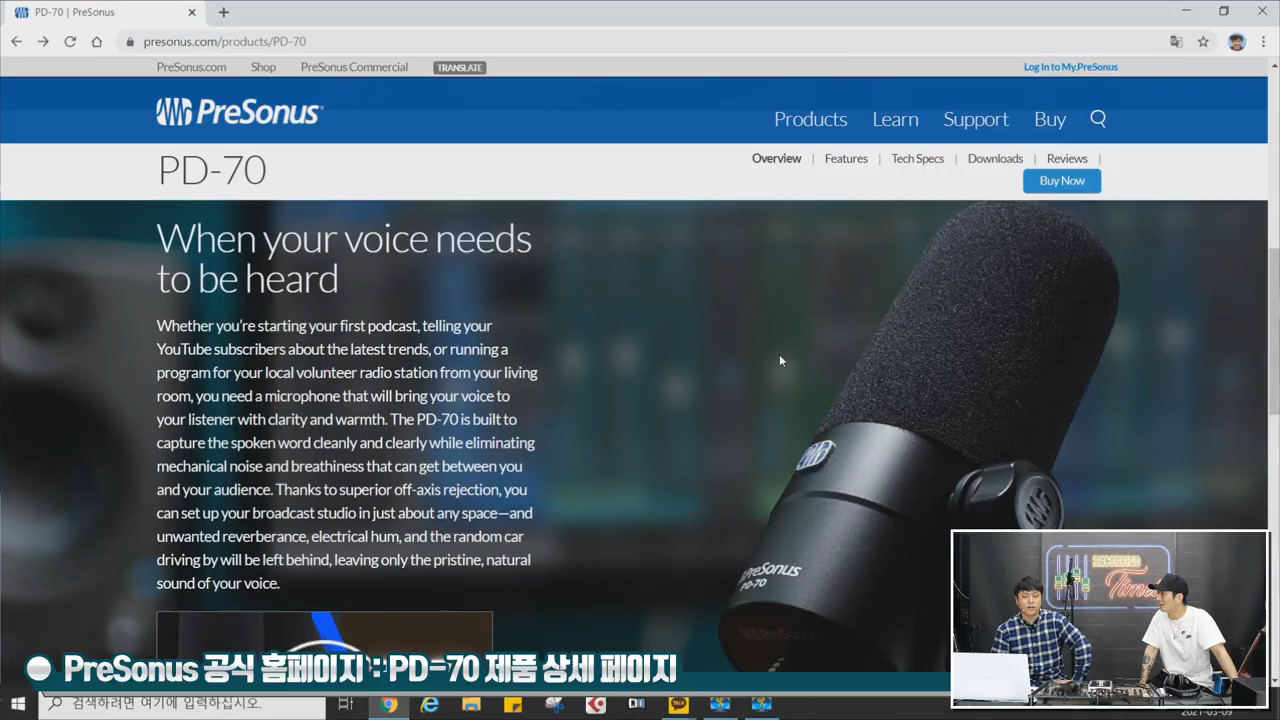 PD-70 | PreSonus
presonus.com/products/PD-70
PreSonus.com Shop PreSonus Commercial TRANSLATE Log In to My.PreSonus
PreSonus Products Learn Support Buy
PD-70 Overview | Features | Tech Specs | Downloads | Reviews |
Buy Now
When your voice needs
to be heard
Whether you're starting your first podcast, telling your
YouTube subscribers about the latest trends, or running a
program for your local volunteer radio station from your living
room, you need a microphone that will bring your voice to
your listener with clarity and warmth. The PD-70 is built to
capture the spoken word cleanly and clearly while eliminating
mechanical noise and breathiness that can get between you
and your audience. Thanks to superior off-axis rejection, you
can set up your broadcast studio in just about any space—and
unwanted reverberance, electrical hum, and the random car
driving by will be left behind, leaving only the pristine, natural
sound of your voice.
PreSonus
PD-70
RECORDING
Times
PreSonus 공식 홈페이지 : PD-70 제품 상세 페이지
검색하려면 여기에 입력하십시오.
2021-03-09